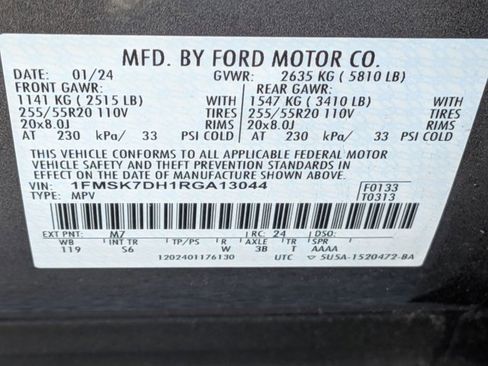 MFD. BY FORD MOTOR CO.
DATE: 01/24 GVWR: 2635 KG ( 5810 LB)
FRONT GAWR: REAR GAWR:
1141 KG ( 2515 LB) 1547 KG ( 3410 LB)
255/55R20 110V 255/55R20 110V
RIMS 20x8.0J RIMS 20x8.0J
AT 230 kPa/ 33 PSI COLD AT 230 kPa/ 33 PSI COLD
THIS VEHICLE CONFORMS TO ALL APPLICABLE FEDERAL MOTOR
VEHICLE SAFETY AND THEFT PREVENTION STANDARDS IN
EFFECT ON THE DATE OF MANUFACTURE SHOWN ABOVE.
VIN: 1FMSK7DH1RGA13044 F0133
TYPE: MPV T0313
EXT PNT: M7 RC: 24 DSO:
WB INT TR TP/PS R AXLE TR SPR
119 S6 W 3B T AAAA
1202401176130 UTC 5U5A-1520472-BA